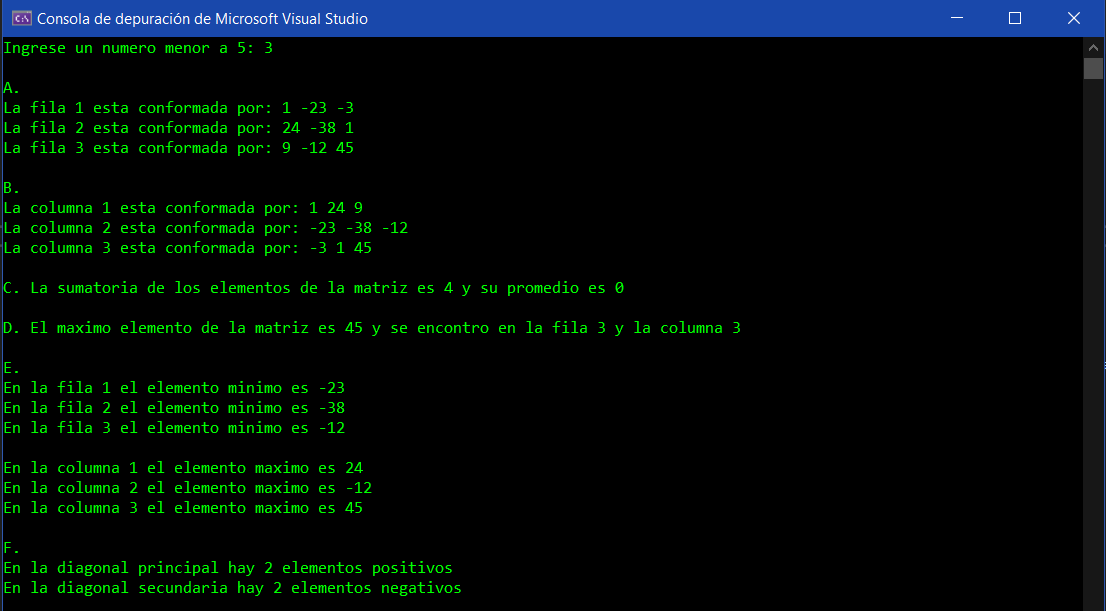 Consola de depuración de Microsoft Visual Studio
Ingrese un numero menor a 5: 3
A.
La fila 1 esta conformada por: 1 -23 -3
La fila 2 esta conformada por: 24 -38 1
La fila 3 esta conformada por: 9 -12 45
B.
La columna 1 esta conformada por: 1 24 9
La columna 2 esta conformada por: -23 -38 -12
La columna 3 esta conformada por: -3 1 45
C. La sumatoria de los elementos de la matriz es 4 y su promedio es 0
D. El maximo elemento de la matriz es 45 y se encontro en la fila 3 y la columna 3
E.
En la fila 1 el elemento minimo es -23
En la fila 2 el elemento minimo es -38
En la fila 3 el elemento minimo es -12
En la columna 1 el elemento maximo es 24
En la columna 2 el elemento maximo es -12
En la columna 3 el elemento maximo es 45
F.
En la diagonal principal hay 2 elementos positivos
En la diagonal secundaria hay 2 elementos negativos